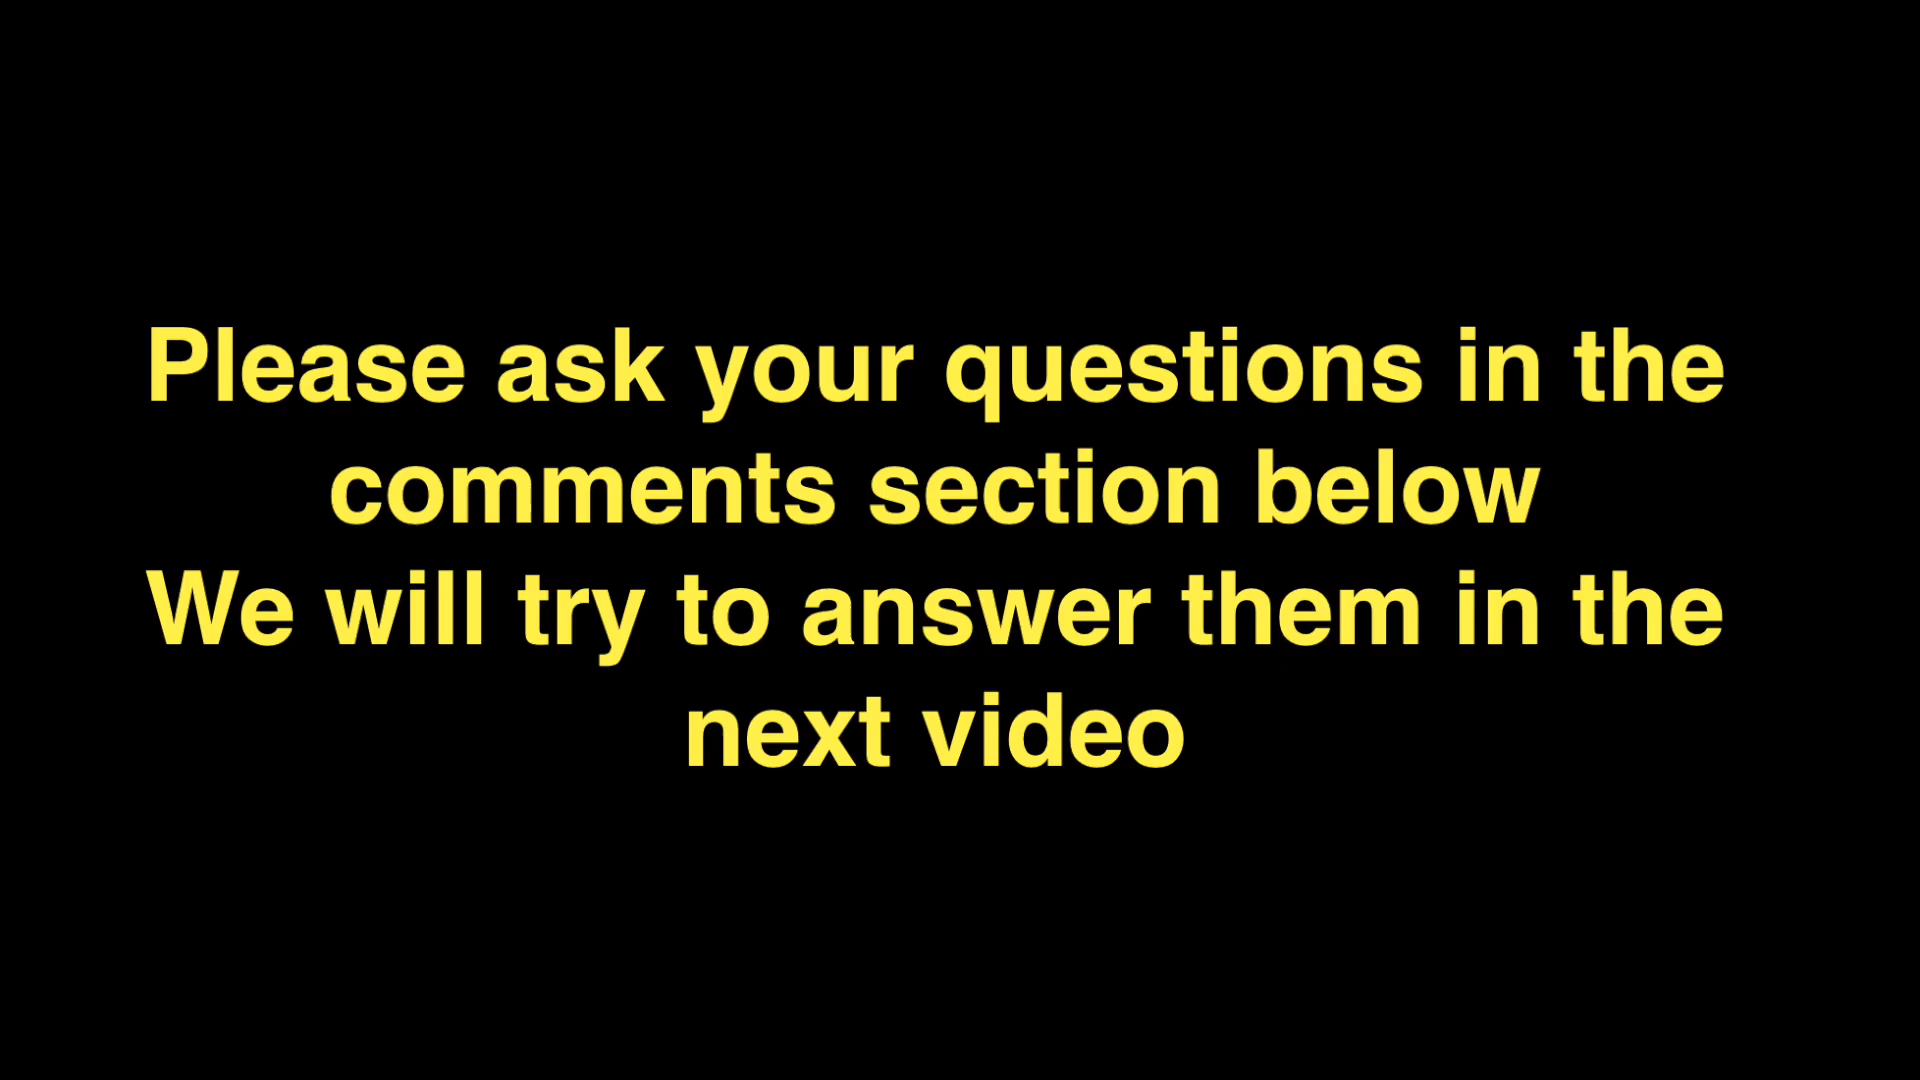 Please ask your questions in the
comments section below
We will try to answer them in the
next video